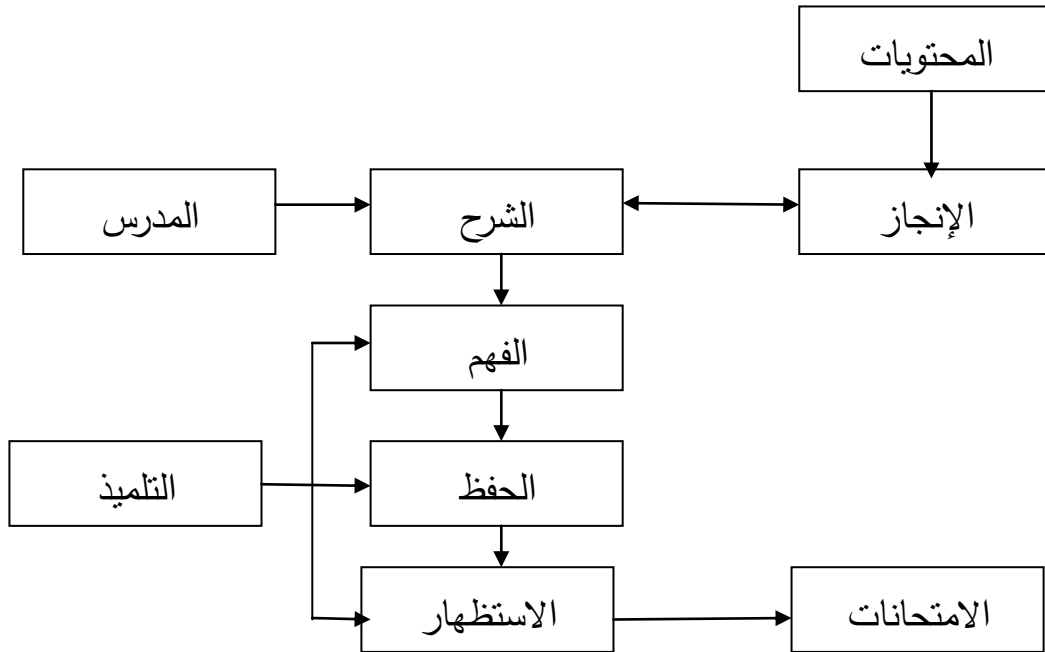 المحتويات
الإنجاز
الشرح
المدرس
الفهم
الحفظ
التلميذ
الاستظهار
الامتحانات